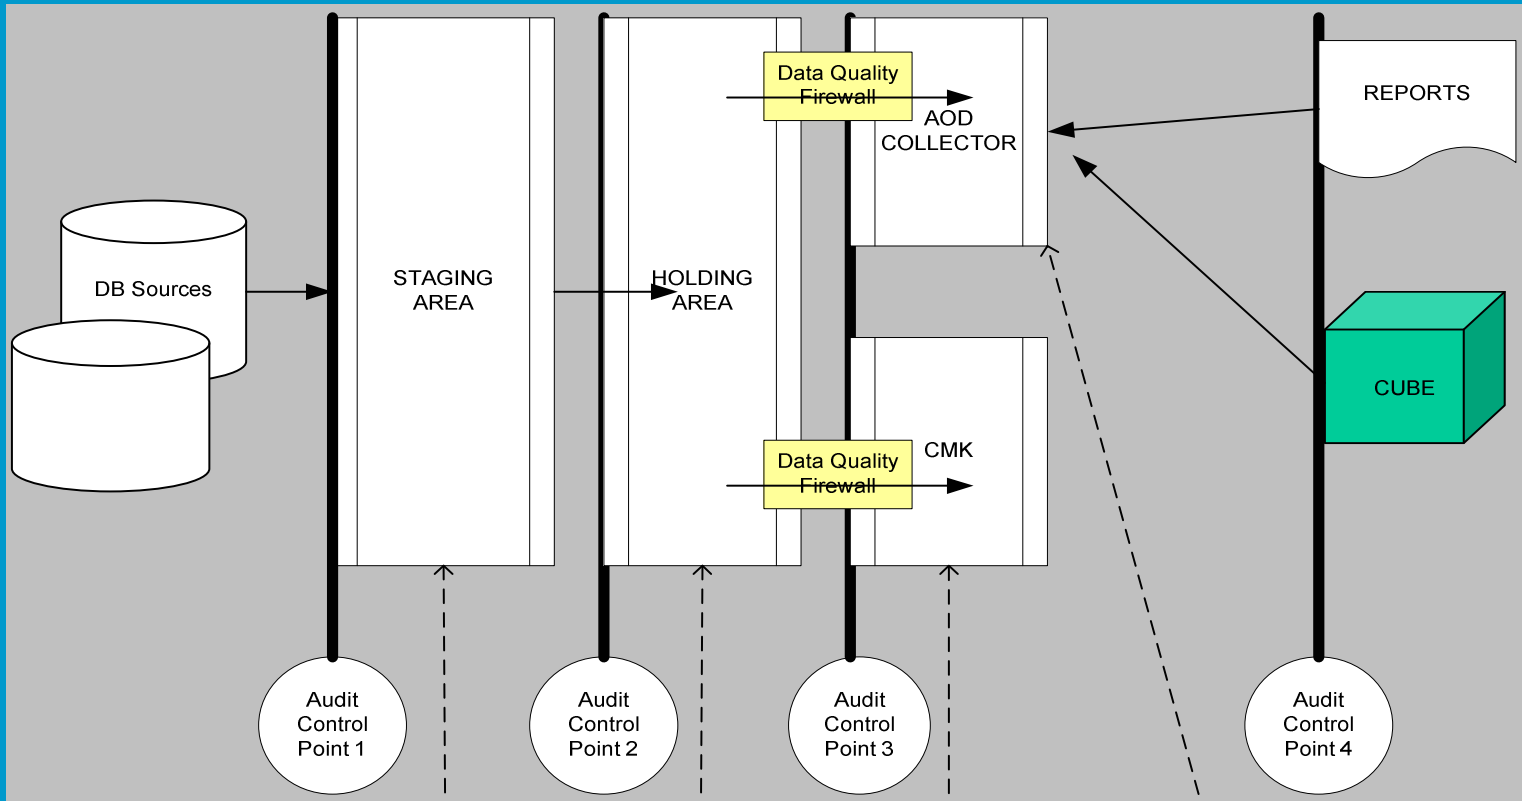 Data Quality
Firewall
AOD
COLLECTOR
REPORTS
DB Sources
STAGING
AREA
HOLDING
AREA
CUBE
Data Quality
Firewall
CMK
Audit
Control
Point 1
Audit
Control
Point 2
Audit
Control
Point 3
Audit
Control
Point 4